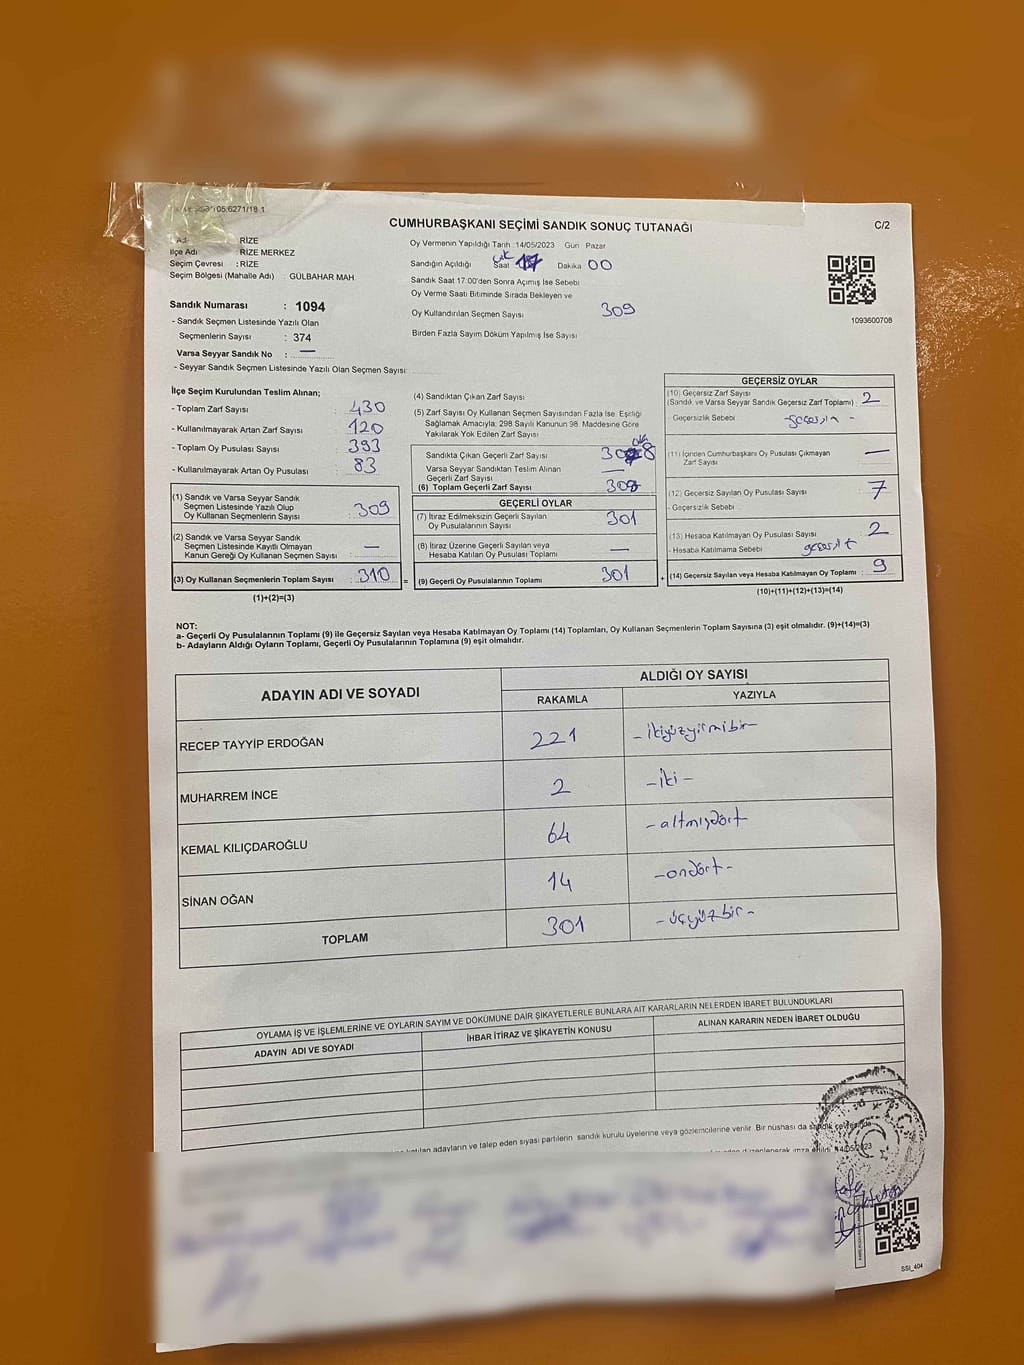 05.6271/18 1
CUMHURBAŞKANI SEÇİMİ SANDIK SONUÇ TUTANAĞI
C/2
RİZE
İlçe Adı : RİZE MERKEZ
Seçim Çevresi : RİZE
Seçim Bölgesi (Mahalle Adı) : GÜLBAHAR MAH.
Oy Vermenin Yapıldığı Tarih :14/05/2023 Gün : Pazar
Sandığın Açıldığı Saat 17 Dakika 00
Sandık Saat 17:00'den Sonra Açımış İse Sebebi
Oy Verme Saati Bitiminde Sırada Bekleyen ve
Oy Kullandırılan Seçmen Sayısı 309
Birden Fazla Sayım Döküm Yapılmış İse Sayısı
1093600708
Sandık Numarası : 1094
- Sandık Seçmen Listesinde Yazılı Olan
Seçmenlerin Sayısı : 374
Varsa Seyyar Sandık No : —
- Seyyar Sandık Seçmen Listesinde Yazılı Olan Seçmen Sayısı
İlçe Seçim Kurulundan Teslim Alınan;
- Toplam Zarf Sayısı : 430
- Kullanılmayarak Artan Zarf Sayısı : 120
- Toplam Oy Pusulası Sayısı : 393
- Kullanılmayarak Artan Oy Pusulası : 83
(1) Sandık ve Varsa Seyyar Sandık
Seçmen Listesinde Yazılı Olup
Oy Kullanan Seçmenlerin Sayısı : 309
(2) Sandık ve Varsa Seyyar Sandık
Seçmen Listesinde Kayıtlı Olmayan
Kanun Gereği Oy Kullanan Seçmen Sayısı : —
(3) Oy Kullanan Seçmenlerin Toplam Sayısı : 310 =
(1)+(2)=(3)
(4) Sandıktan Çıkan Zarf Sayısı
(5) Zarf Sayısı Oy Kullanan Seçmen Sayısından Fazla İse, Eşitliği
Sağlamak Amacıyla; 298 Sayılı Kanunun 98. Maddesine Göre
Yakılarak Yok Edilen Zarf Sayısı
Sandıkta Çıkan Geçerli Zarf Sayısı 308
Varsa Seyyar Sandıktan Teslim Alınan
Geçerli Zarf Sayısı —
(6) Toplam Geçerli Zarf Sayısı 308
GEÇERLİ OYLAR
(7) İtiraz Edilmeksizin Geçerli Sayılan
Oy Pusulalarının Sayısı 301
(8) İtiraz Üzerine Geçerli Sayılan veya
Hesaba Katılan Oy Pusulası Toplamı —
(9) Geçerli Oy Pusulalarının Toplamı 301 +
GEÇERSİZ OYLAR
(10) Geçersiz Zarf Sayısı
(Sandık ve Varsa Seyyar Sandık Geçersiz Zarf Toplamı) : 2
Geçersizlik Sebebi
(11) İçinden Cumhurbaşkanı Oy Pusulası Çıkmayan
Zarf Sayısı —
(12) Geçersiz Sayılan Oy Pusulası Sayısı : 7
- Geçersizlik Sebebi :
(13) Hesaba Katılmayan Oy Pusulası Sayısı : 2
- Hesaba Katılmama Sebebi
(14) Geçersiz Sayılan veya Hesaba Katılmayan Oy Toplamı : 9
(10)+(11)+(12)+(13)=(14)
NOT:
a- Geçerli Oy Pusulalarının Toplamı (9) ile Geçersiz Sayılan veya Hesaba Katılmayan Oy Toplamı (14) Toplamları, Oy Kullanan Seçmenlerin Toplam Sayısına (3) eşit olmalıdır. (9)+(14)=(3)
b- Adayların Aldığı Oyların Toplamı, Geçerli Oy Pusulalarının Toplamına (9) eşit olmalıdır.
ADAYIN ADI VE SOYADI
ALDIĞI OY SAYISI
RAKAMLA YAZIYLA
RECEP TAYYİP ERDOĞAN 221 - ikiyüzyirmibir -
MUHARREM İNCE 2 - iki -
KEMAL KILIÇDAROĞLU 64 - altmışdört
SİNAN OĞAN 14 - ondört -
TOPLAM 301 - üçyüzbir -
OYLAMA İŞ VE İŞLEMLERİNE VE OYLARIN SAYIM VE DÖKÜMÜNE DAİR ŞİKAYETLERLE BUNLARA AİT KARARLARIN NELERDEN İBARET BULUNDUKLARI
ADAYIN ADI VE SOYADI İHBAR İTİRAZ VE ŞİKAYETİN KONUSU ALINAN KARARIN NEDEN İBARET OLDUĞU
adayların ve talep eden siyasi partilerin sandık kurulu üyelerine veya gözlemcilerine verilir. Bir nüshası da sandık çevresinde
düzenlenerek imza edildi. 14/05/2023
SSI_404